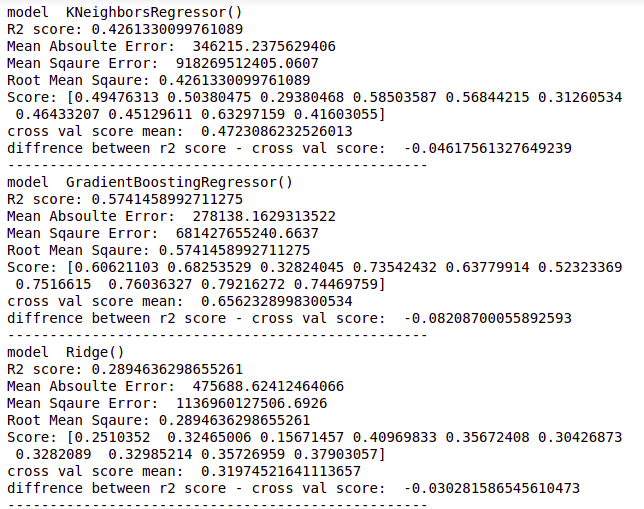 model  KNeighborsRegressor()
R2 score: 0.4261330099761089
Mean Absoulte Error:  346215.2375629406
Mean Sqaure Error:  918269512405.0607
Root Mean Sqaure: 0.4261330099761089
Score: [0.49476313 0.50380475 0.29380468 0.58503587 0.56844215 0.31260534
 0.46433207 0.45129611 0.63297159 0.41603055]
cross val score mean:  0.4723086232526013
diffrence between r2 score - cross val score:  -0.04617561327649239
--------------------------------------------------
model  GradientBoostingRegressor()
R2 score: 0.5741458992711275
Mean Absoulte Error:  278138.1629313522
Mean Sqaure Error:  681427655240.6637
Root Mean Sqaure: 0.5741458992711275
Score: [0.60621103 0.68253529 0.32824045 0.73542432 0.63779914 0.52323369
 0.7516615  0.76036327 0.79216272 0.74469759]
cross val score mean:  0.6562328998300534
diffrence between r2 score - cross val score:  -0.08208700055892593
--------------------------------------------------
model  Ridge()
R2 score: 0.2894636298655261
Mean Absoulte Error:  475688.62412464066
Mean Sqaure Error:  1136960127506.6926
Root Mean Sqaure: 0.2894636298655261
Score: [0.2510352  0.32465006 0.15671457 0.40969833 0.35672408 0.30426873
 0.3282089  0.32985214 0.35726959 0.37903057]
cross val score mean:  0.31974521641113657
diffrence between r2 score - cross val score:  -0.030281586545610473
--------------------------------------------------